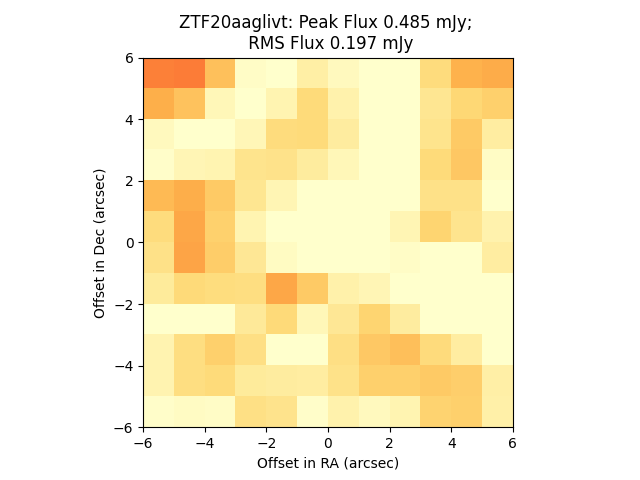 ZTF20aaglivt: Peak Flux 0.485 mJy;
RMS Flux 0.197 mJy
6
4
2
0
−2
−4
−6
Offset in Dec (arcsec)
−6 −4 −2 0 2 4 6
Offset in RA (arcsec)